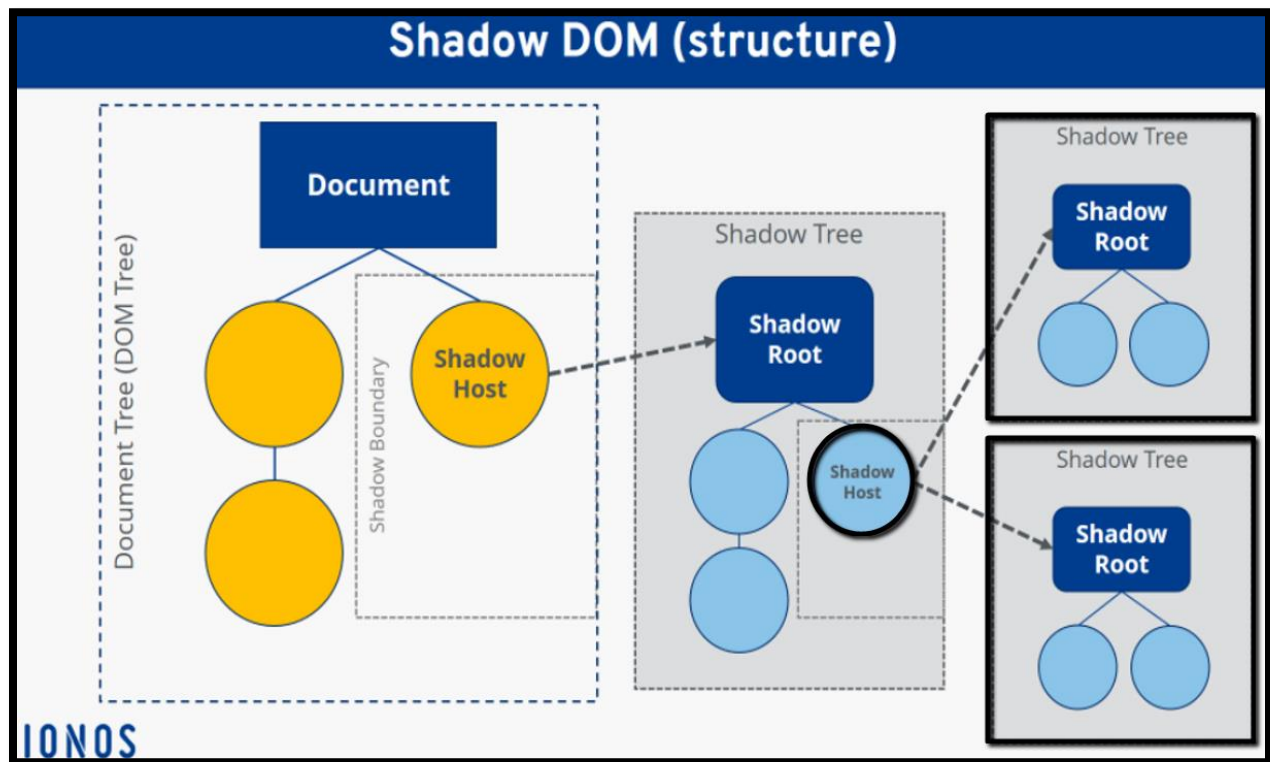 Shadow DOM (structure)
Document Tree (DOM Tree)
Document
Shadow Boundary
Shadow
Host
Shadow Tree
Shadow
Root
Shadow
Host
Shadow Tree
Shadow
Root
Shadow Tree
Shadow
Root
IONOS